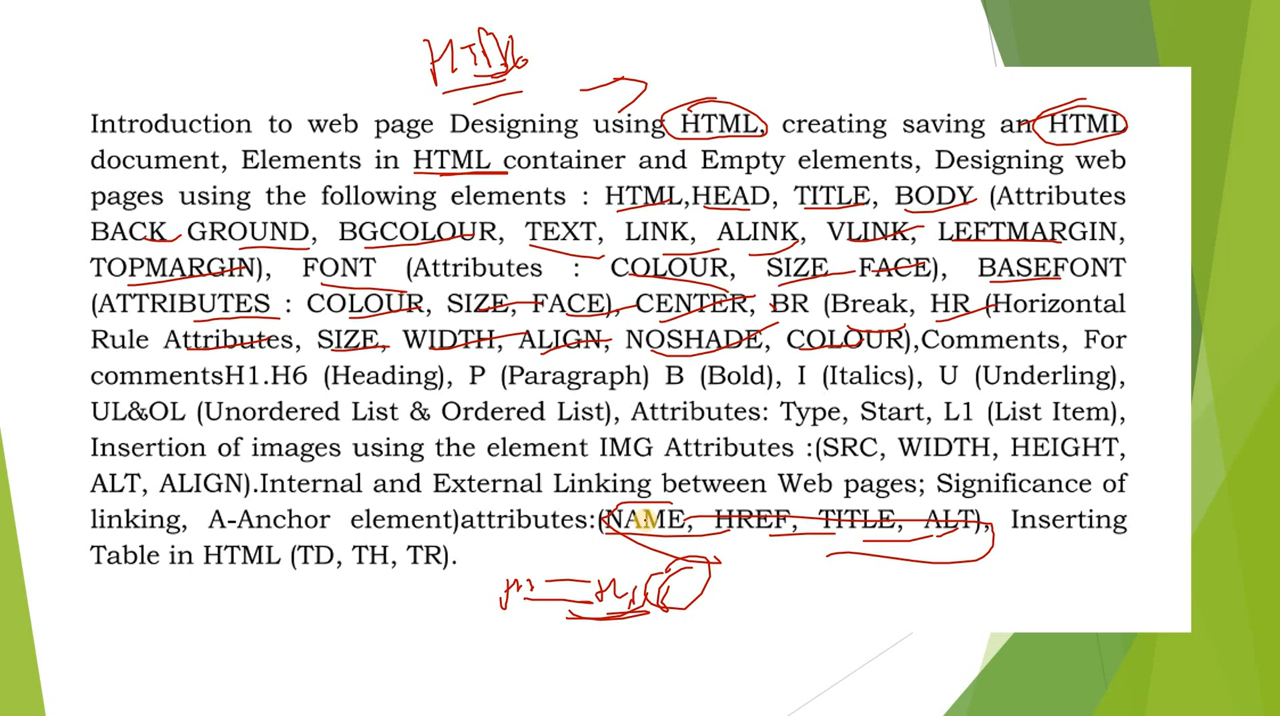 HTML
Introduction to web page Designing using HTML, creating saving an HTML
document, Elements in HTML container and Empty elements, Designing web
pages using the following elements : HTML,HEAD, TITLE, BODY (Attributes
BACK GROUND, BGCOLOUR, TEXT, LINK, ALINK, VLINK, LEFTMARGIN,
TOPMARGIN), FONT (Attributes : COLOUR, SIZE FACE), BASEFONT
(ATTRIBUTES : COLOUR, SIZE, FACE), CENTER, BR (Break, HR (Horizontal
Rule Attributes, SIZE, WIDTH, ALIGN, NOSHADE, COLOUR),Comments, For
commentsH1.H6 (Heading), P (Paragraph) B (Bold), I (Italics), U (Underling),
UL&OL (Unordered List & Ordered List), Attributes: Type, Start, L1 (List Item),
Insertion of images using the element IMG Attributes :(SRC, WIDTH, HEIGHT,
ALT, ALIGN).Internal and External Linking between Web pages; Significance of
linking, A-Anchor element)attributes:(NAME, HREF, TITLE, ALT), Inserting
Table in HTML (TD, TH, TR).